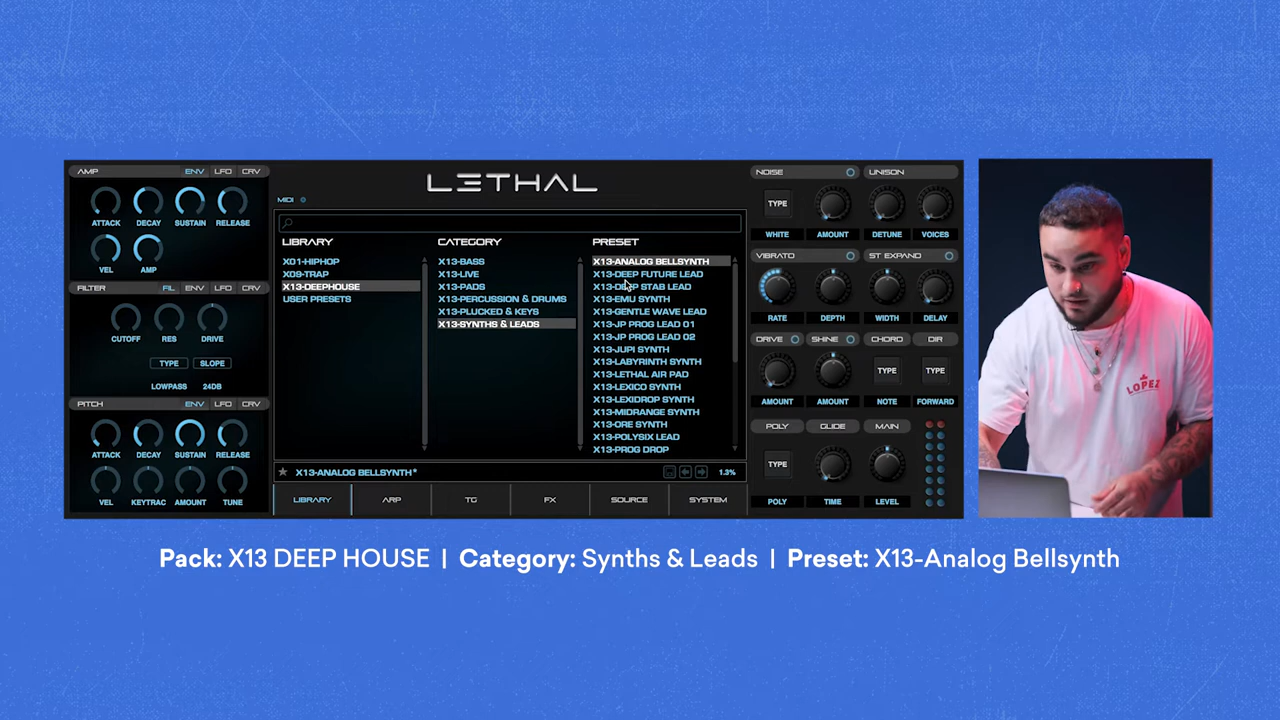 LETHAL
AMP ENV LFO CRV
ATTACK DECAY SUSTAIN RELEASE
VEL AMP
FILTER FIL ENV LFO CRV
CUTOFF RES DRIVE
TYPE SLOPE
LOWPASS 24DB
PITCH ENV LFO CRV
ATTACK DECAY SUSTAIN RELEASE
VEL KEYTRAC AMOUNT TUNE
MIDI
LIBRARY
X01-HIPHOP
X09-TRAP
X13-DEEPHOUSE
USER PRESETS
CATEGORY
X13-BASS
X13-LIVE
X13-PADS
X13-PERCUSSION & DRUMS
X13-PLUCKED & KEYS
X13-SYNTHS & LEADS
PRESET
X13-ANALOG BELLSYNTH
X13-DEEP FUTURE LEAD
X13-DEEP STAB LEAD
X13-EMU SYNTH
X13-GENTLE WAVE LEAD
X13-JP PROG LEAD 01
X13-JP PROG LEAD 02
X13-JUPI SYNTH
X13-LABYRINTH SYNTH
X13-LETHAL AIR PAD
X13-LEXICO SYNTH
X13-LEXIDROP SYNTH
X13-MIDRANGE SYNTH
X13-ORE SYNTH
X13-POLYSIX LEAD
X13-PROG DROP
X13-ANALOG BELLSYNTH* 1.3%
LIBRARY ARP TG FX SOURCE SYSTEM
NOISE UNISON
TYPE
WHITE AMOUNT DETUNE VOICES
VIBRATO ST EXPAND
RATE DEPTH WIDTH DELAY
DRIVE SHINE CHORD DIR
TYPE TYPE
AMOUNT AMOUNT NOTE FORWARD
POLY GLIDE MAIN
TYPE
POLY TIME LEVEL
LOPEZ
Pack: X13 DEEP HOUSE | Category: Synths & Leads | Preset: X13-Analog Bellsynth